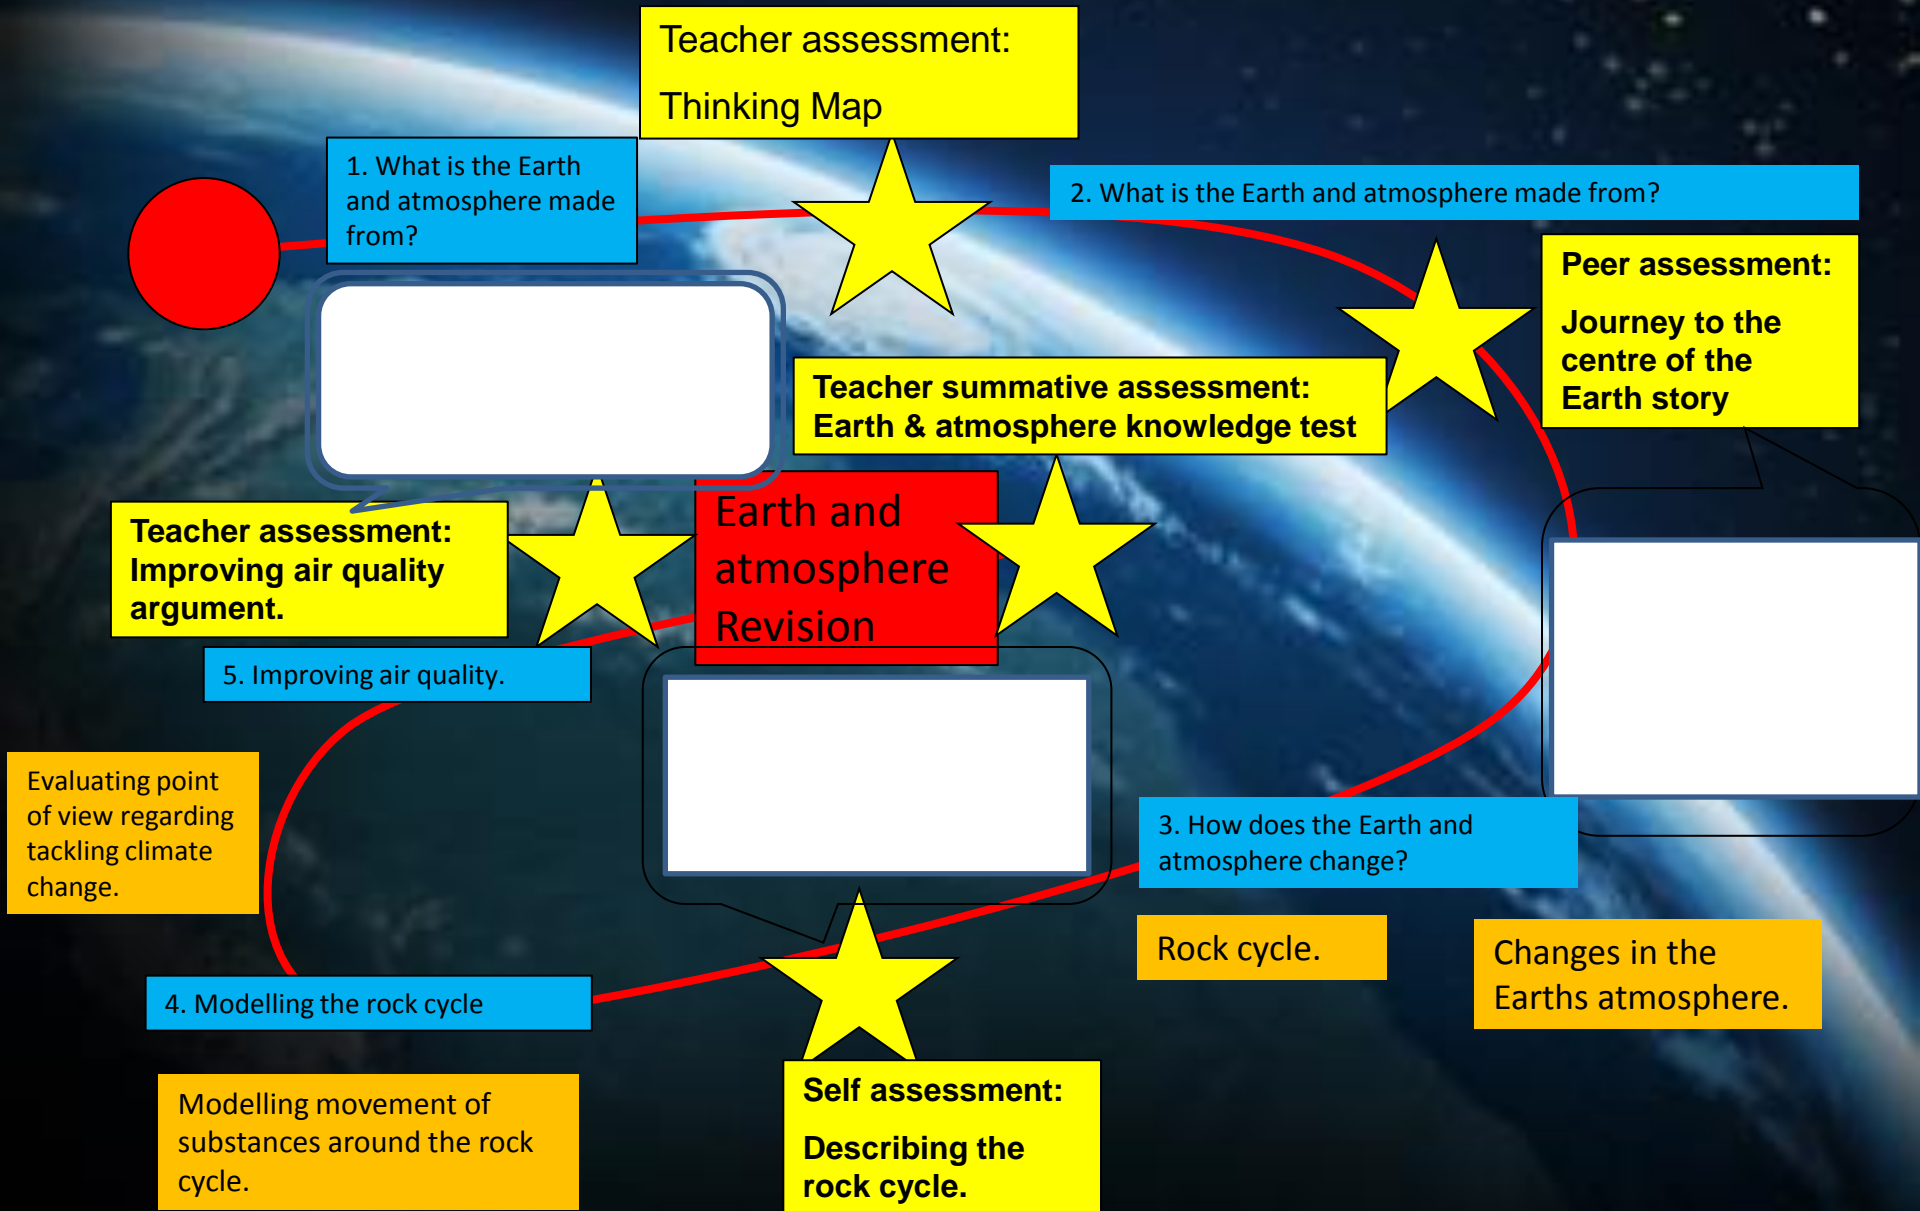 Teacher assessment:
Thinking Map
1. What is the Earth
and atmosphere made
from?
2. What is the Earth and atmosphere made from?
Peer assessment:
Journey to the
centre of the
Earth story
Teacher summative assessment:
Earth & atmosphere knowledge test
Earth and
atmosphere
Revision
Teacher assessment:
Improving air quality
argument.
5. Improving air quality.
Evaluating point
of view regarding
tackling climate
change.
3. How does the Earth and
atmosphere change?
Rock cycle.
Changes in the
Earths atmosphere.
4. Modelling the rock cycle
Modelling movement of
substances around the rock
cycle.
Self assessment:
Describing the
rock cycle.